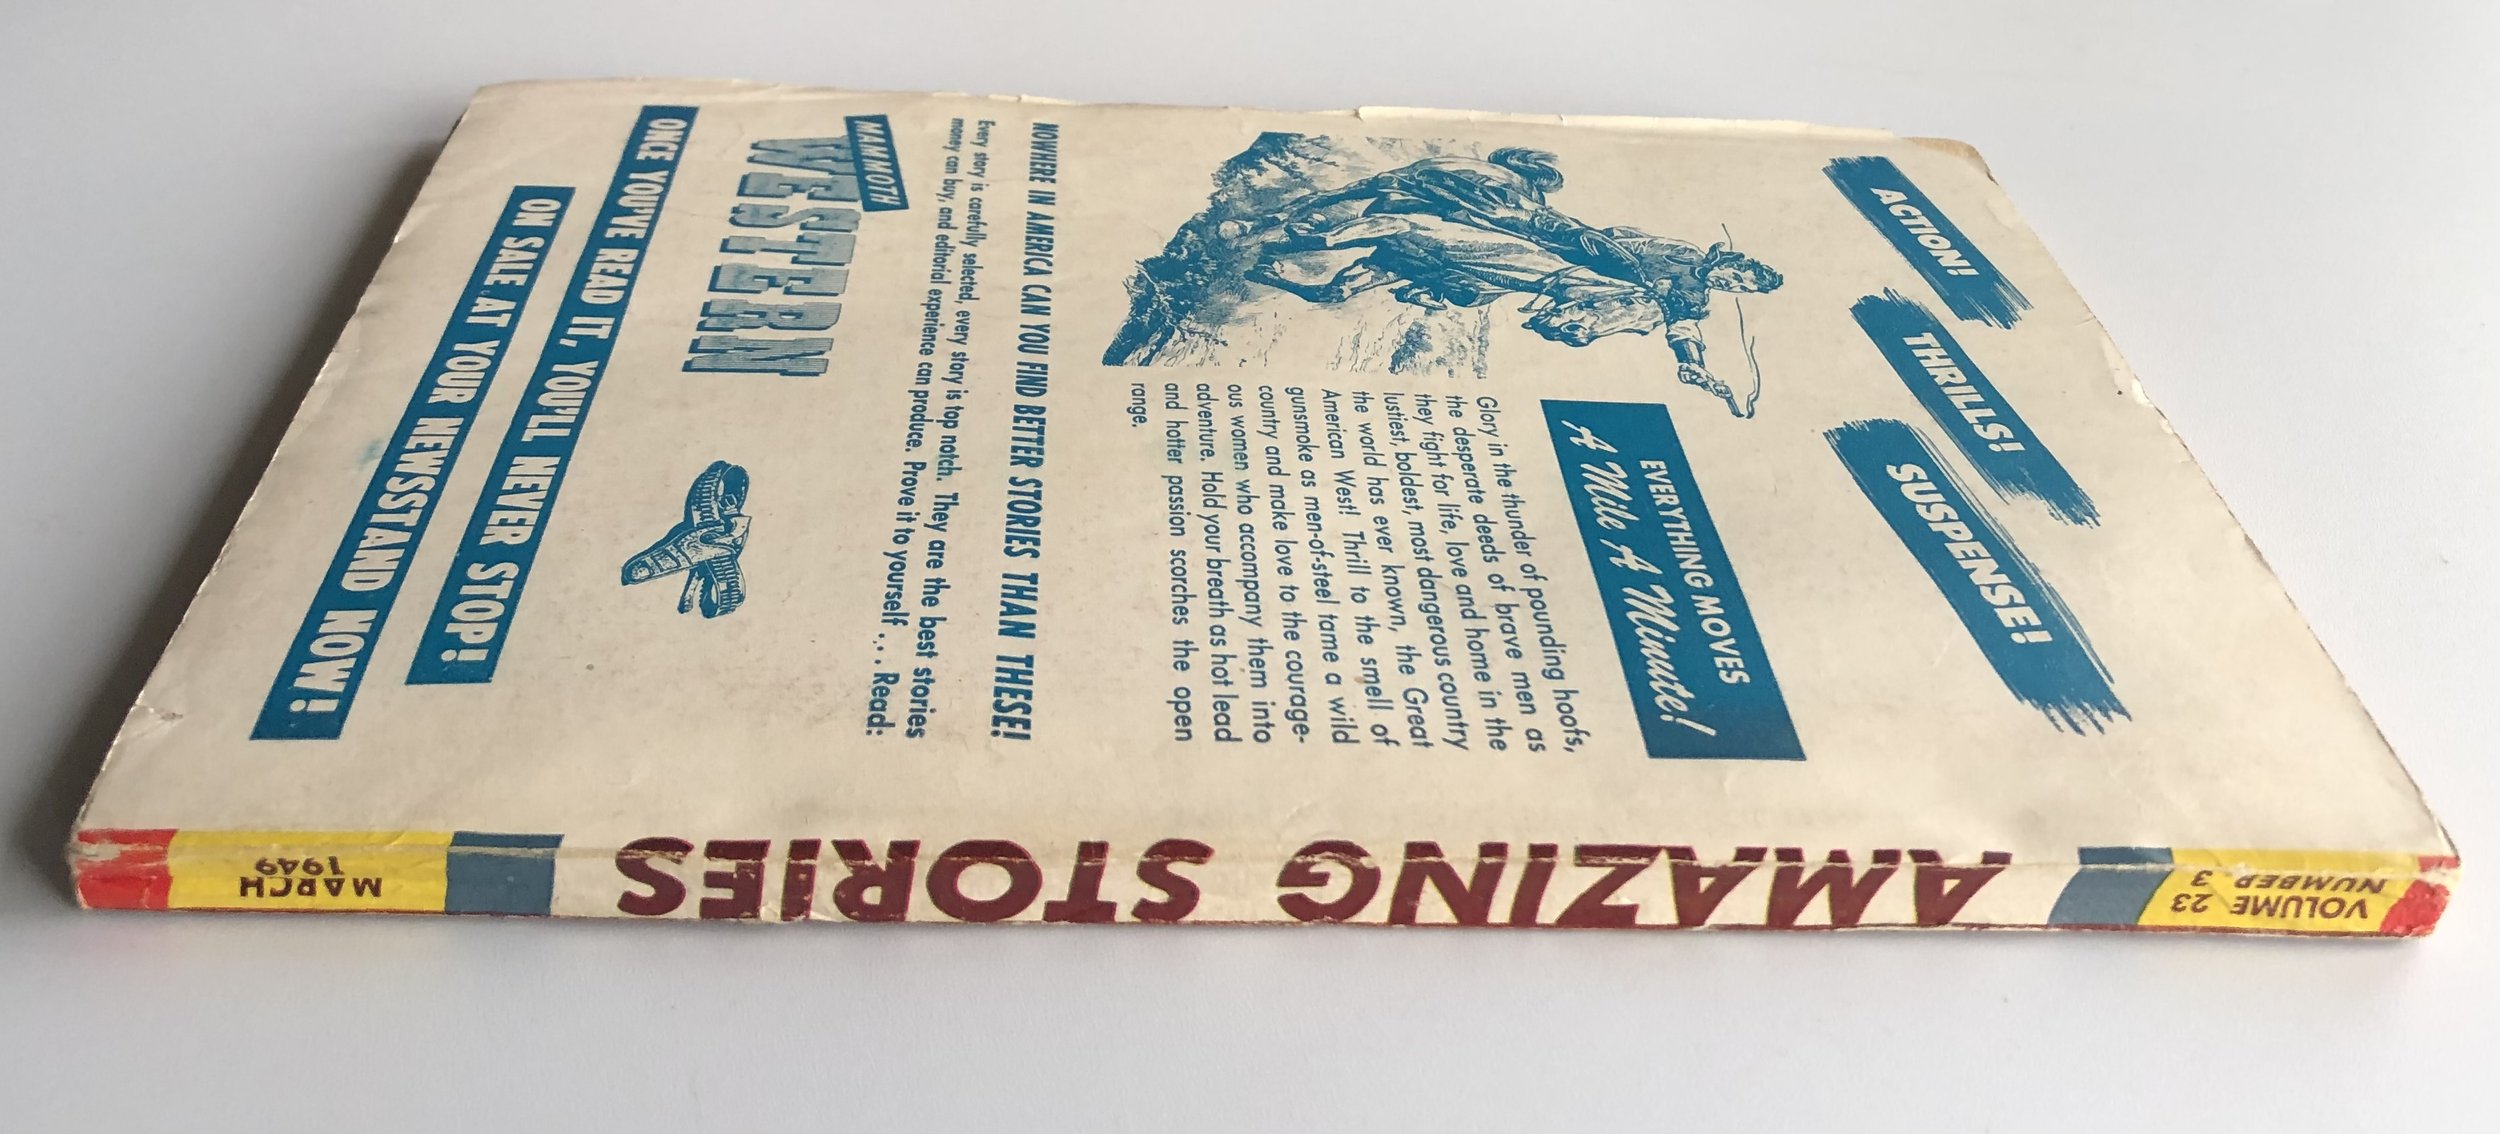 ACTION!
THRILLS!
SUSPENSE!
EVERYTHING MOVES
A Mile A Minute!
Glory in the thunder of pounding hoofs,
the desperate deeds of brave men as
they fight for life, love and home in the
lustiest, boldest, most dangerous country
the world has ever known, the Great
American West! Thrill to the smell of
gunsmoke as men-of-steel tame a wild
country and make love to the courage-
ous women who accompany them into
adventure. Hold your breath as hot lead
and hotter passion scorches the open
range.
NOWHERE IN AMERICA CAN YOU FIND BETTER STORIES THAN THESE!
Every story is carefully selected, every story is top notch. They are the best stories
money can buy, and editorial experience can produce. Prove it to yourself . . . Read:
MAMMOTH
WESTERN
ONCE YOU'VE READ IT, YOU'LL NEVER STOP!
ON SALE AT YOUR NEWSSTAND NOW!
VOLUME 23
NUMBER 3
AMAZING STORIES
MARCH
1949